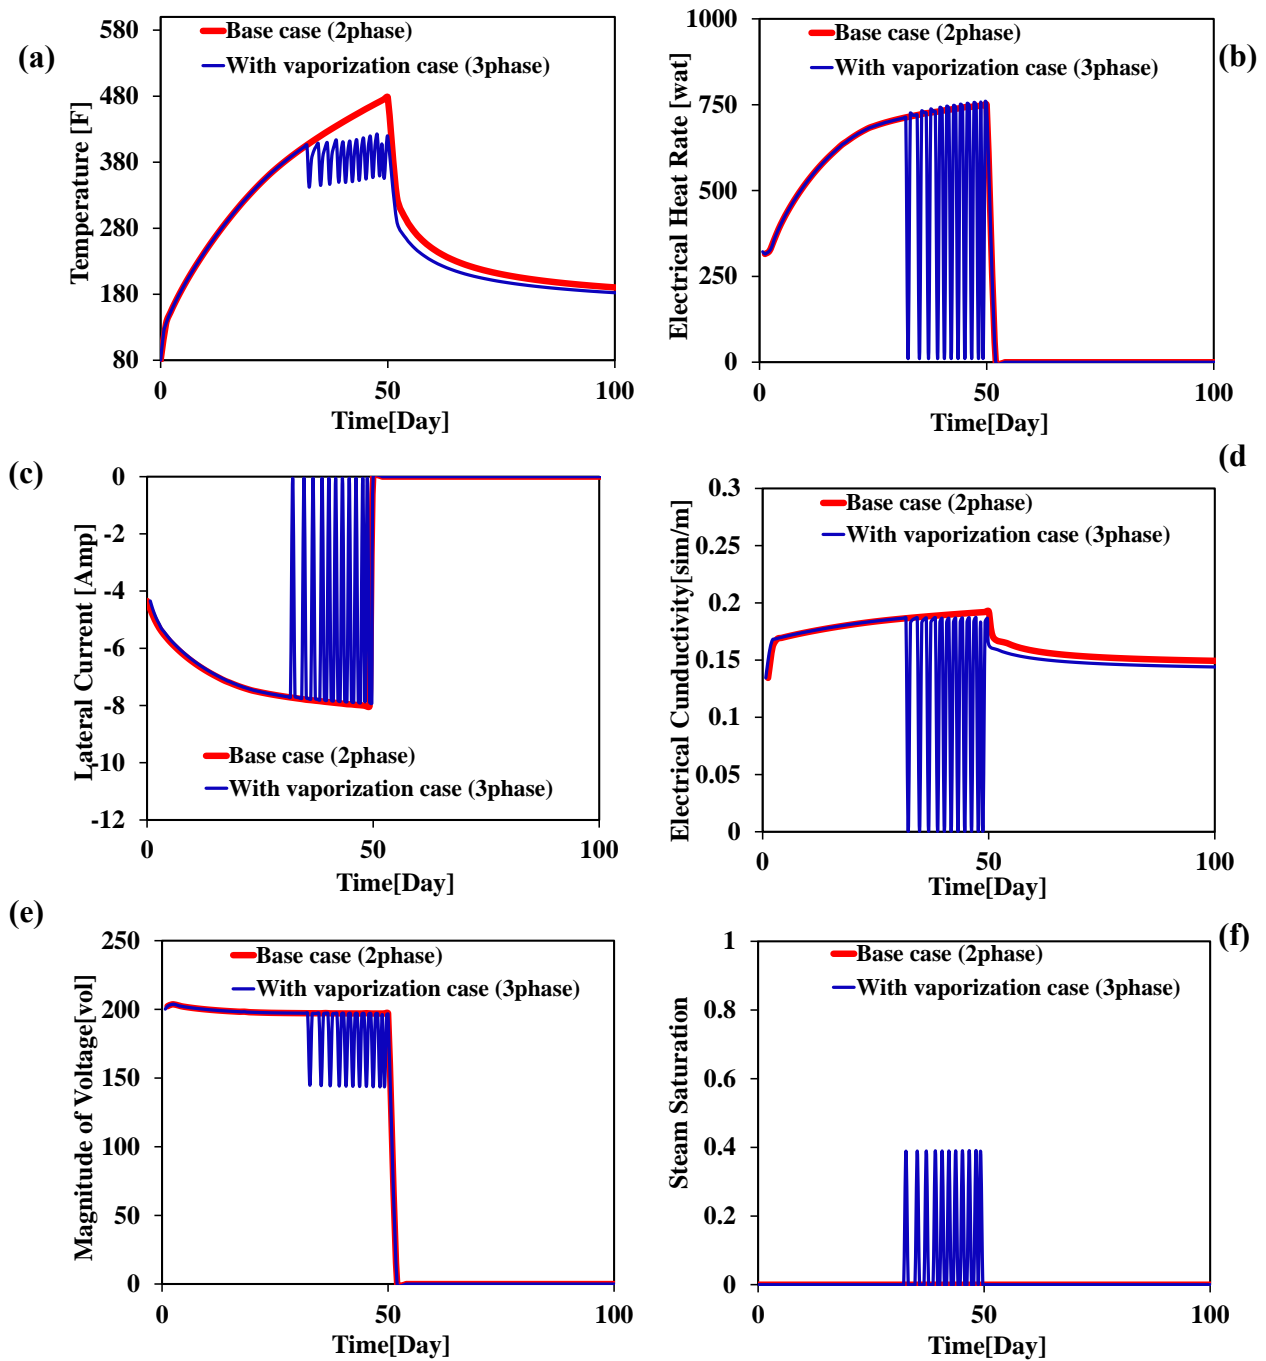 (a)
Base case (2phase)
With vaporization case (3phase)
Temperature [F]
580
480
380
280
180
80
0
50
100
Time[Day]
(b)
Base case (2phase)
With vaporization case (3phase)
Electrical Heat Rate [wat]
1000
750
500
250
0
0
50
100
Time[Day]
(c)
Lateral Current [Amp]
0
-2
-4
-6
-8
-10
-12
Base case (2phase)
With vaporization case (3phase)
0
50
100
Time[Day]
(d
Base case (2phase)
With vaporization case (3phase)
Electrical Cunductivity[sim/m]
0.3
0.25
0.2
0.15
0.1
0.05
0
0
50
100
Time[Day]
(e)
Base case (2phase)
With vaporization case (3phase)
Magnitude of Voltage[vol]
250
200
150
100
50
0
0
50
100
Time[Day]
(f)
Base case (2phase)
With vaporization case (3phase)
Steam Saturation
1
0.8
0.6
0.4
0.2
0
0
50
100
Time[Day]